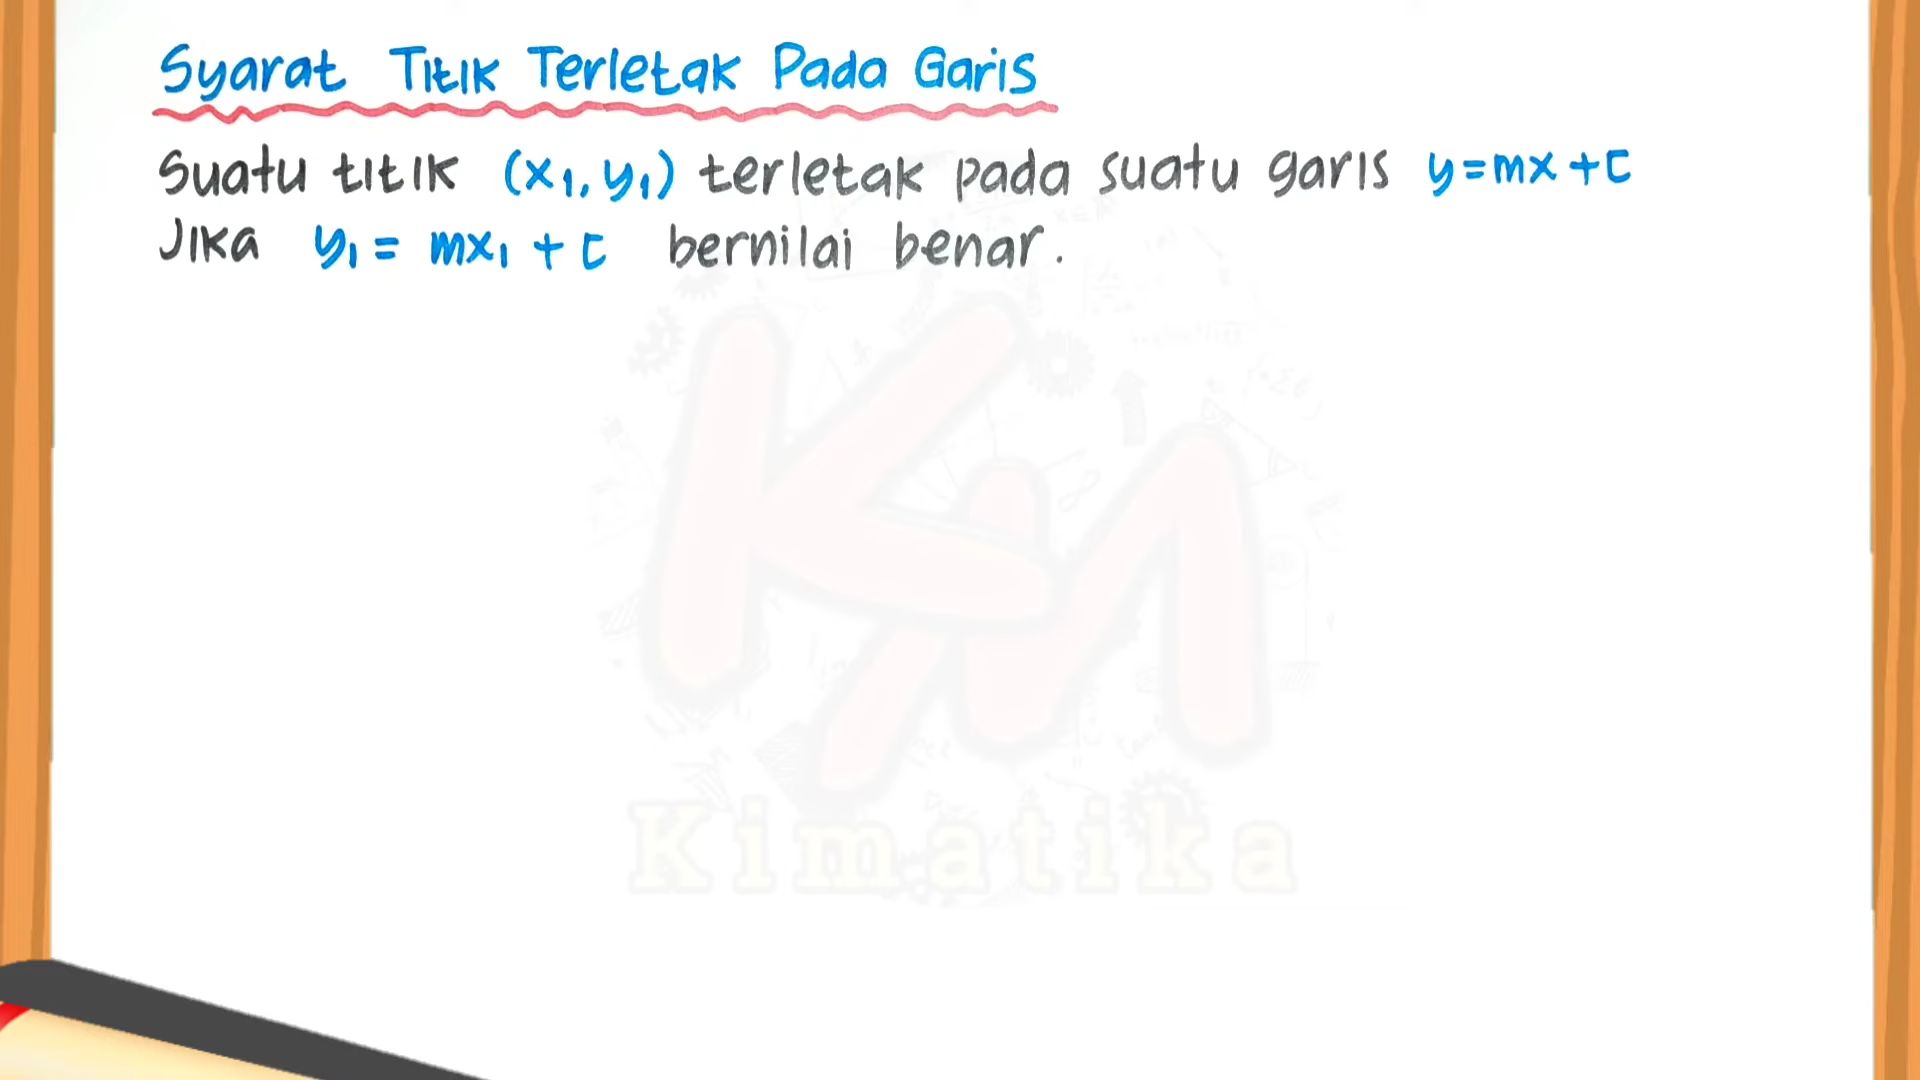 Syarat Titik Terletak Pada Garis
Suatu titik (x₁, y₁) terletak pada suatu garis y=mx+c
Jika y₁ = mx₁ + c bernilai benar.
KM
Kimatika